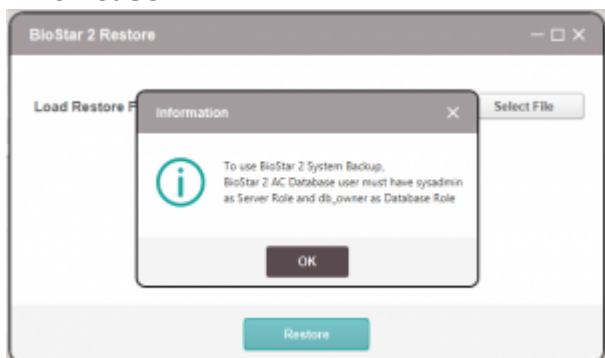 BioStar 2 Restore
Load Restore F
Select File
Information
To use BioStar 2 System Backup,
BioStar 2 AC Database user must have sysadmin
as Server Role and db_owner as Database Role
OK
Restore